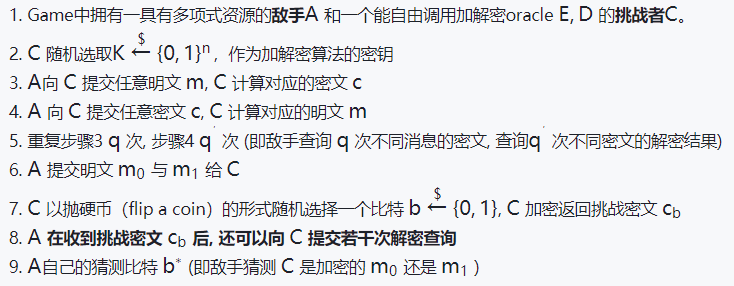 1. Game中拥有一具有多项式资源的敌手A 和一个能自由调用加解密oracle E, D 的挑战者C。
2. C 随机选取K ←$ {0, 1}ⁿ, 作为加解密算法的密钥
3. A向 C 提交任意明文 m, C 计算对应的密文 c
4. A 向 C 提交任意密文 c, C 计算对应的明文 m
5. 重复步骤3 q 次, 步骤4 q′ 次 (即敌手查询 q 次不同消息的密文, 查询q′ 次不同密文的解密结果)
6. A 提交明文 m₀ 与 m₁ 给 C
7. C 以抛硬币（flip a coin）的形式随机选择一个比特 b ←$ {0, 1}, C 加密返回挑战密文 c_b
8. A 在收到挑战密文 c_b 后, 还可以向 C 提交若干次解密查询
9. A自己的猜测比特 b* (即敌手猜测 C 是加密的 m₀ 还是 m₁ )